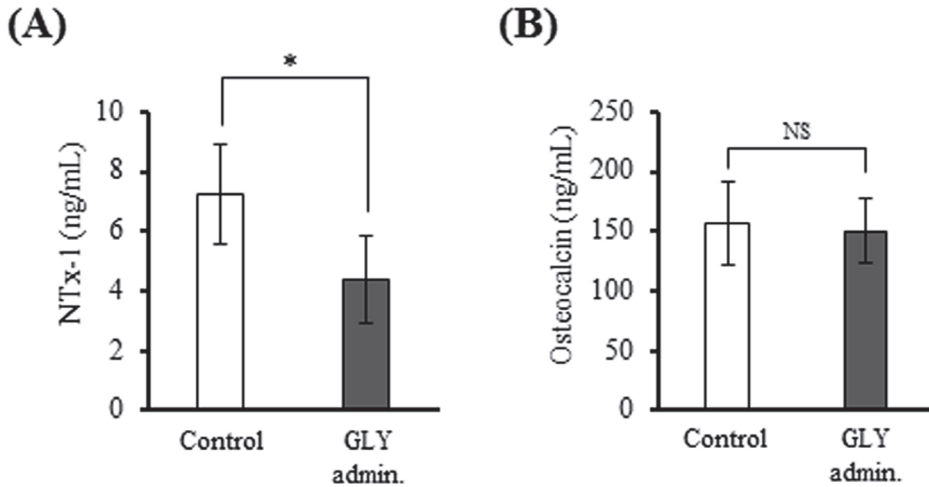 (A)
*
NTx-1 (ng/mL)
10
8
6
4
2
0
Control
GLY
admin.
(B)
NS
Osteocalcin (ng/mL)
250
200
150
100
50
0
Control
GLY
admin.